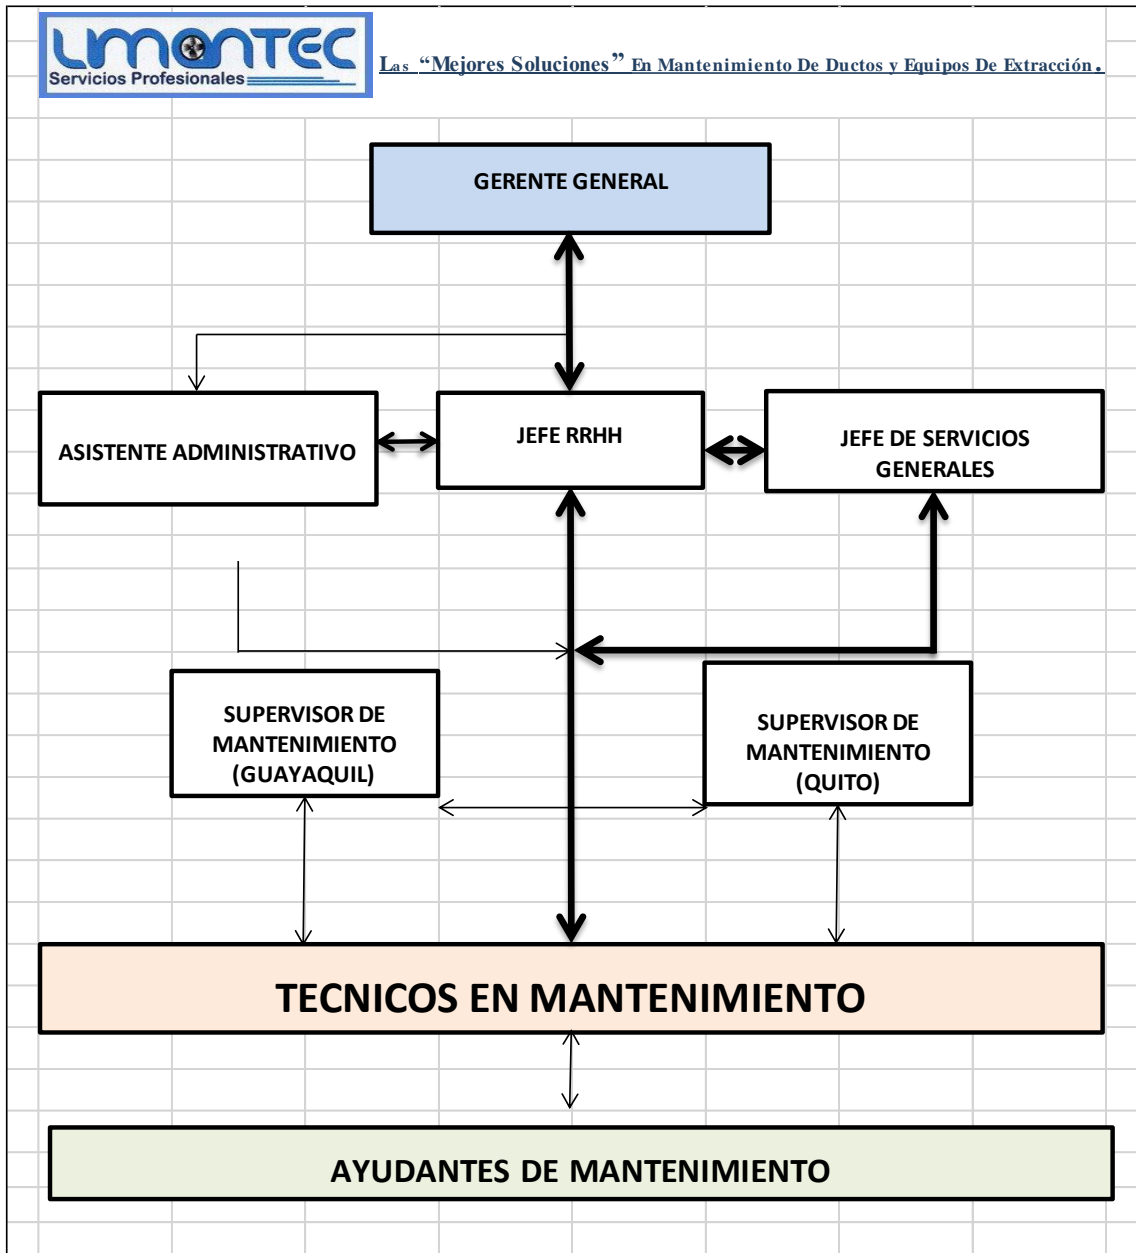 LIMONTEC
Servicios Profesionales
Las “Mejores Soluciones” En Mantenimiento De Ductos y Equipos De Extracción.
GERENTE GENERAL
ASISTENTE ADMINISTRATIVO
JEFE RRHH
JEFE DE SERVICIOS
GENERALES
SUPERVISOR DE
MANTENIMIENTO
(GUAYAQUIL)
SUPERVISOR DE
MANTENIMIENTO
(QUITO)
TECNICOS EN MANTENIMIENTO
AYUDANTES DE MANTENIMIENTO